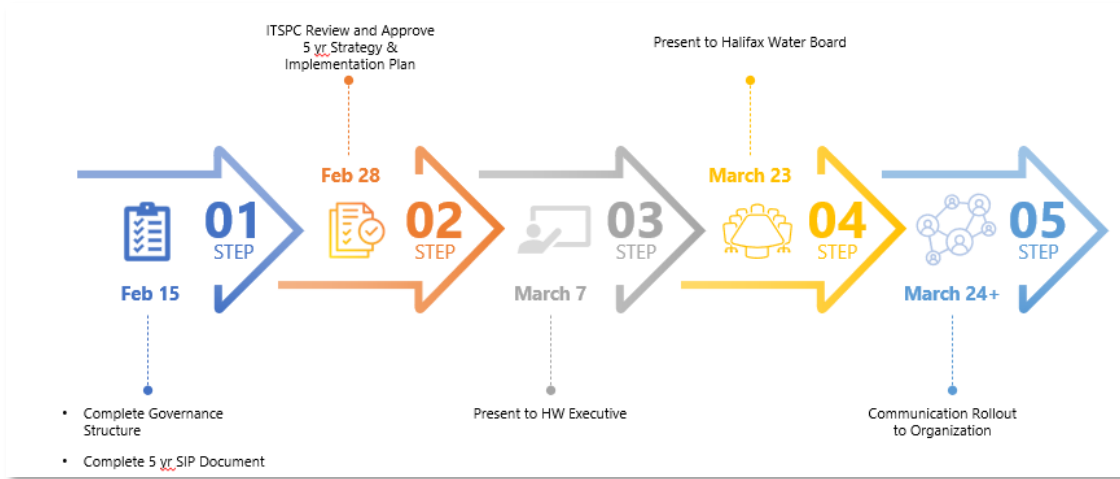 ITSPC Review and Approve
5 yr Strategy &
Implementation Plan
Present to Halifax Water Board
Feb 28
March 23
01
STEP
02
STEP
03
STEP
04
STEP
05
STEP
Feb 15
March 7
March 24+
• Complete Governance
Structure
• Complete 5 yr SIP Document
Present to HW Executive
Communication Rollout
to Organization